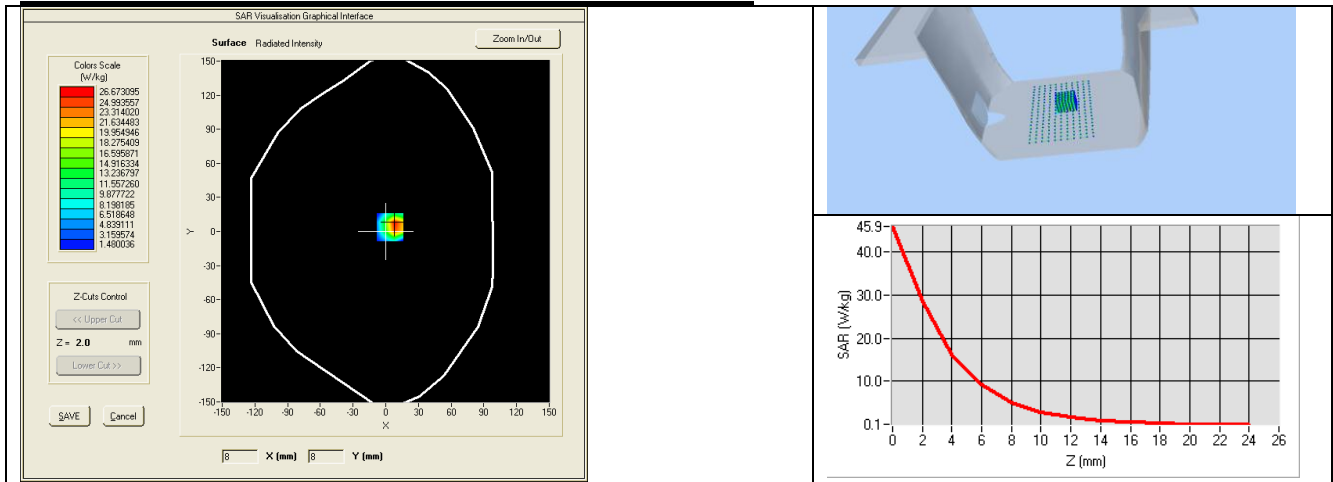 SAR Visualisation Graphical Interface
Surface Radiated Intensity
Zoom In/Out
Colors Scale
(W/kg)
26.673095
24.993557
23.314020
21.634483
19.954946
18.275409
16.595871
14.916334
13.236797
11.557260
9.877722
8.198185
6.518648
4.839111
3.159574
1.480036
Z-Cuts Control
<< Upper Cut
Z = 2.0 mm
Lower Cut >>
SAVE Cancel
150
120
90
60
30
0
-30
-60
-90
-120
-150
Y
-150 -120 -90 -60 -30 0 30 60 90 120 150
X
8 X (mm) 8 Y (mm)
45.9
40.0
30.0
20.0
10.0
0.1
SAR (W/kg)
0 2 4 6 8 10 12 14 16 18 20 22 24 26
Z (mm)